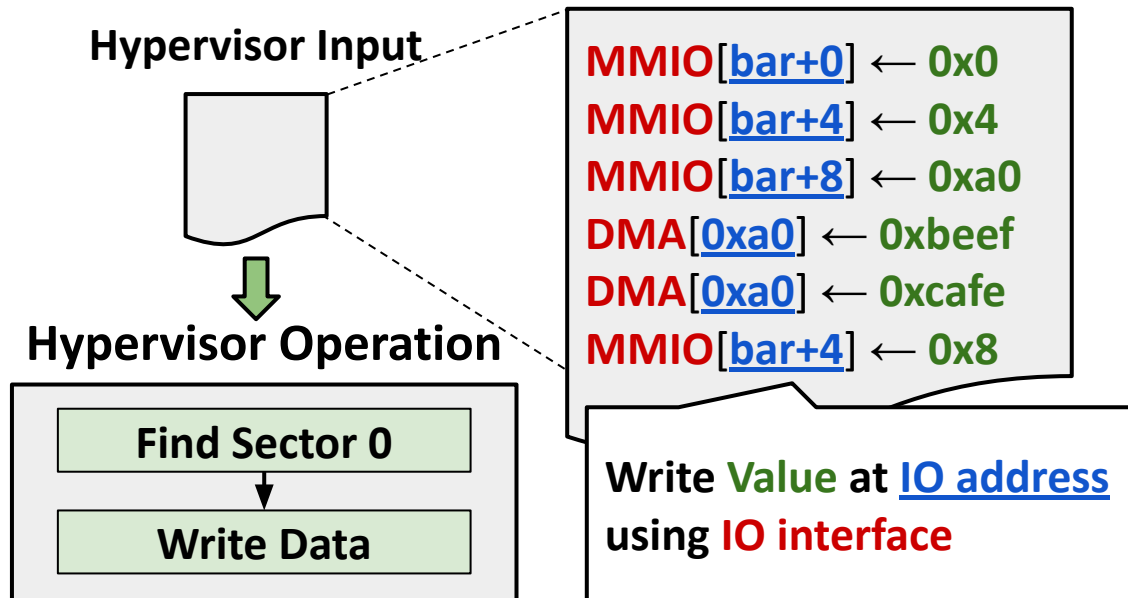 Hypervisor Input
Hypervisor Operation
Find Sector 0
Write Data
MMIO[bar+0] ← 0x0
MMIO[bar+4] ← 0x4
MMIO[bar+8] ← 0xa0
DMA[0xa0] ← 0xbeef
DMA[0xa0] ← 0xcafe
MMIO[bar+4] ← 0x8
Write Value at IO address
using IO interface